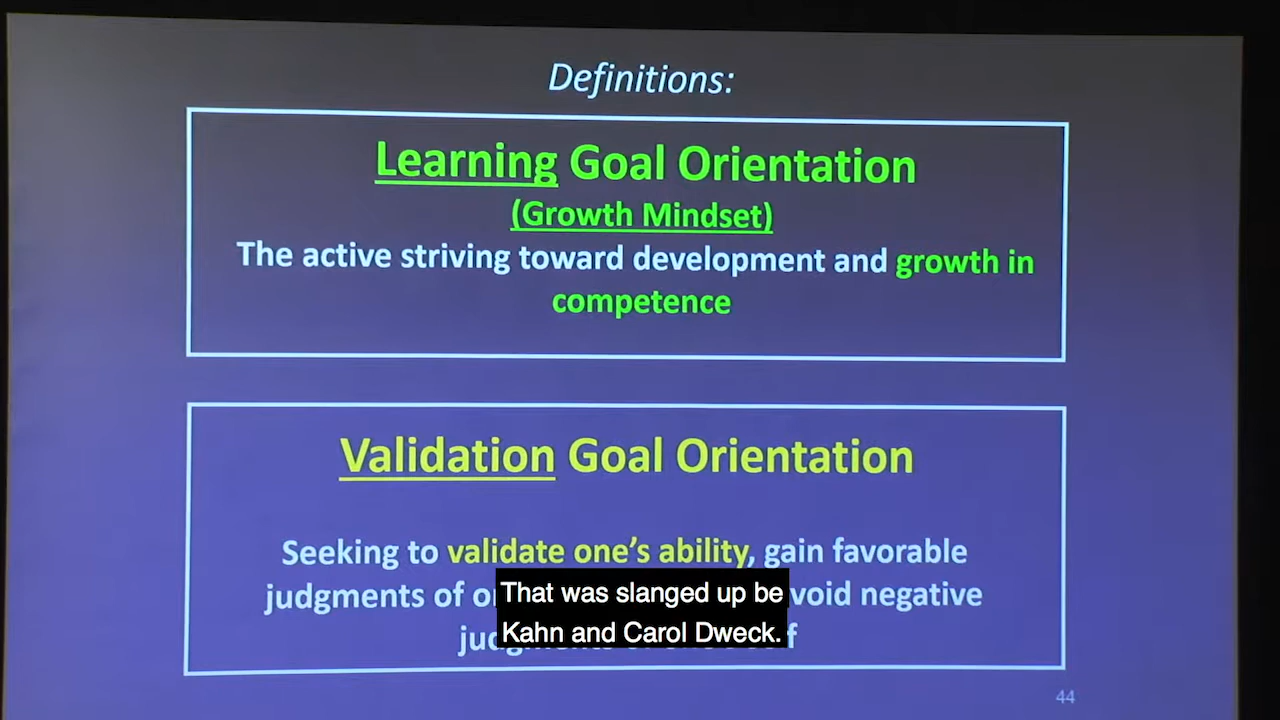 Definitions:
Learning Goal Orientation
(Growth Mindset)
The active striving toward development and growth in
competence
Validation Goal Orientation
Seeking to validate one's ability, gain favorable
judgments of void negative
That was slanged up be
Kahn and Carol Dweck.
44